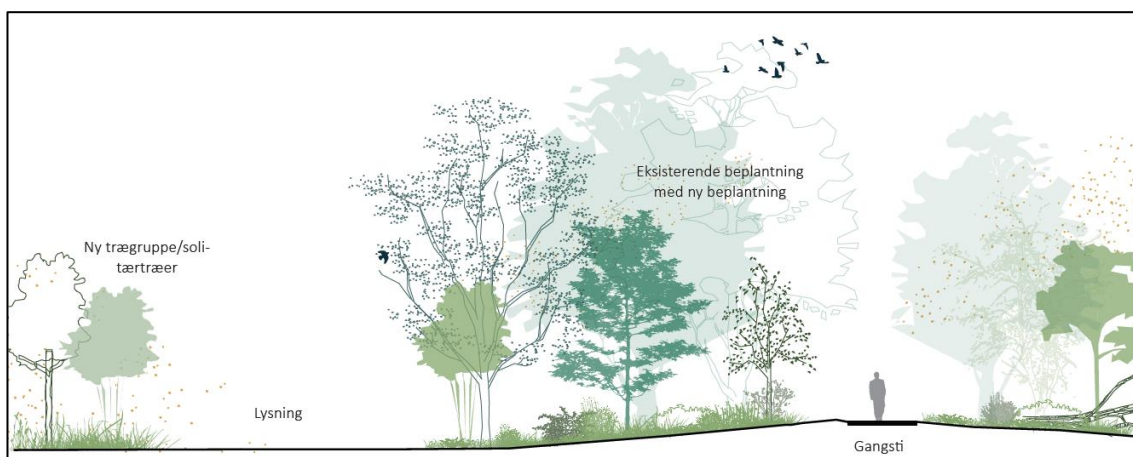 Eksisterende beplantning
med ny beplantning
Ny trægruppe/soli-
tærtræer
Lysning
Gangsti